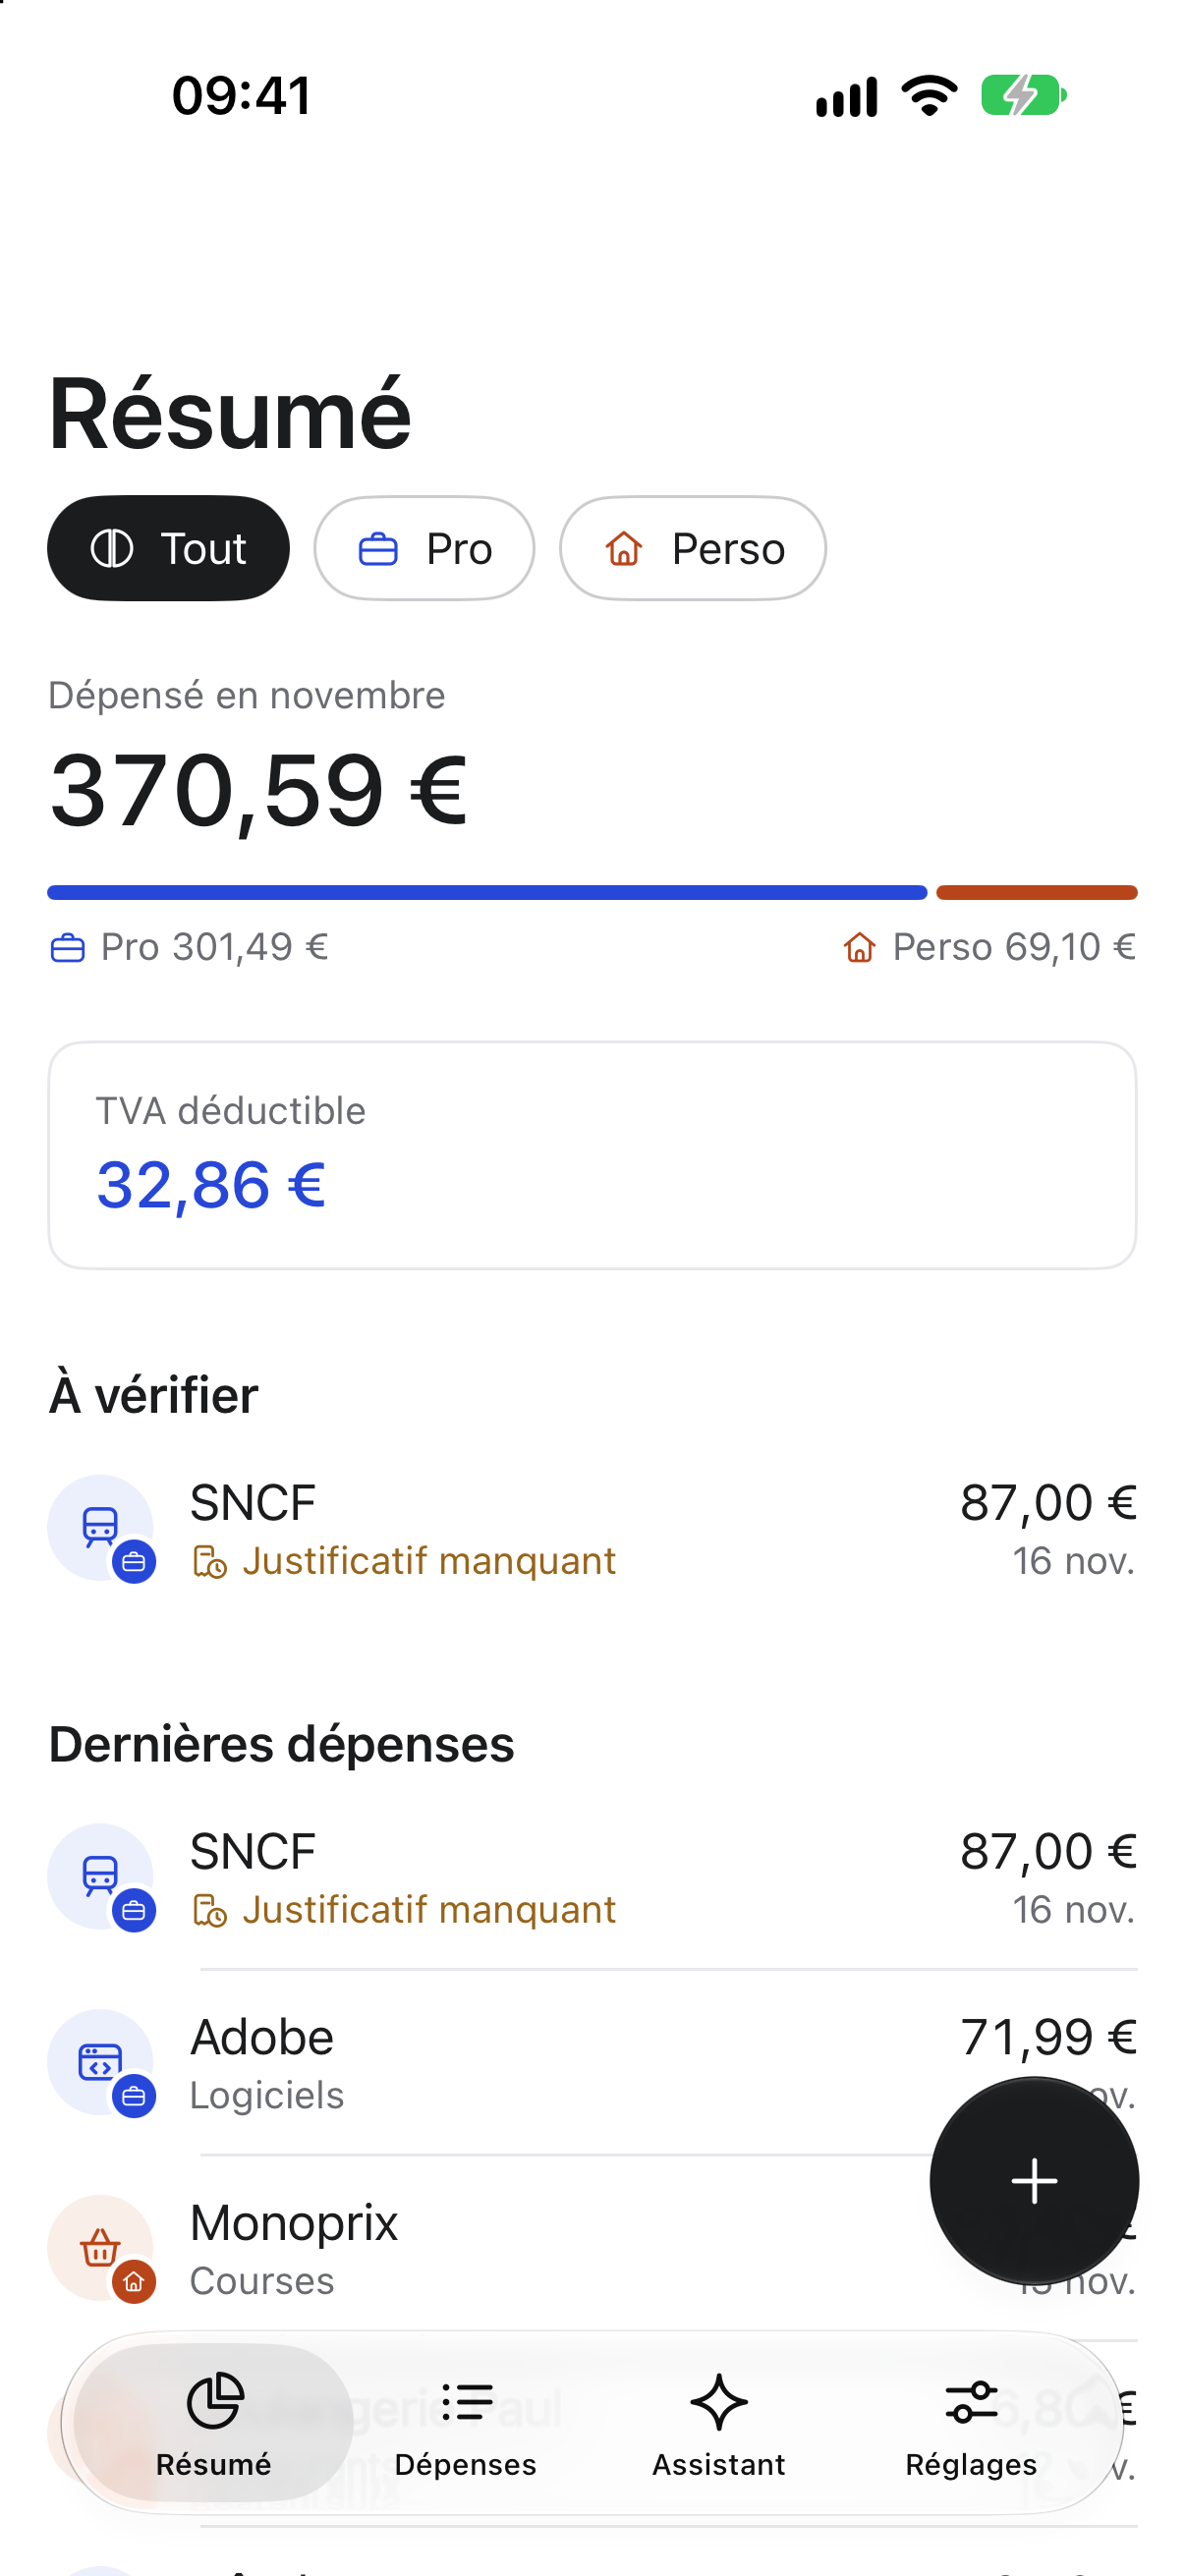 09:41
Résumé
Tout
Pro
Perso
Dépensé en novembre
370,59 €
Pro 301,49 €
Perso 69,10 €
TVA déductible
32,86 €
À vérifier
SNCF
87,00 €
Justificatif manquant
16 nov.
Dernières dépenses
SNCF
87,00 €
Justificatif manquant
16 nov.
Adobe
71,99 €
Logiciels
Monoprix
Courses
Résumé
Dépenses
Assistant
Réglages